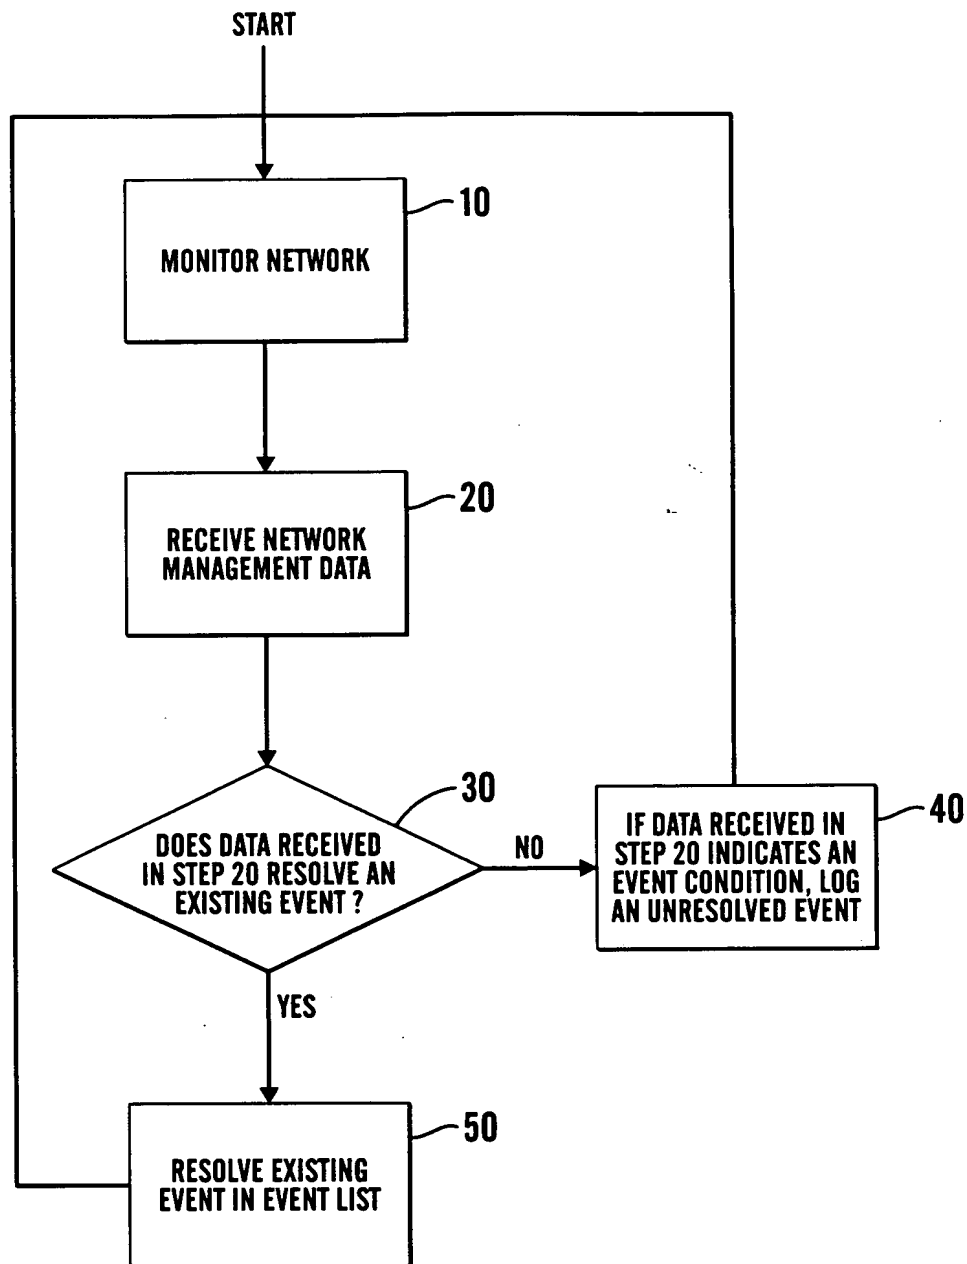 START
10
MONITOR NETWORK
20
RECEIVE NETWORK
MANAGEMENT DATA
30
DOES DATA RECEIVED
IN STEP 20 RESOLVE AN
EXISTING EVENT ?
NO
40
IF DATA RECEIVED IN
STEP 20 INDICATES AN
EVENT CONDITION, LOG
AN UNRESOLVED EVENT
YES
50
RESOLVE EXISTING
EVENT IN EVENT LIST